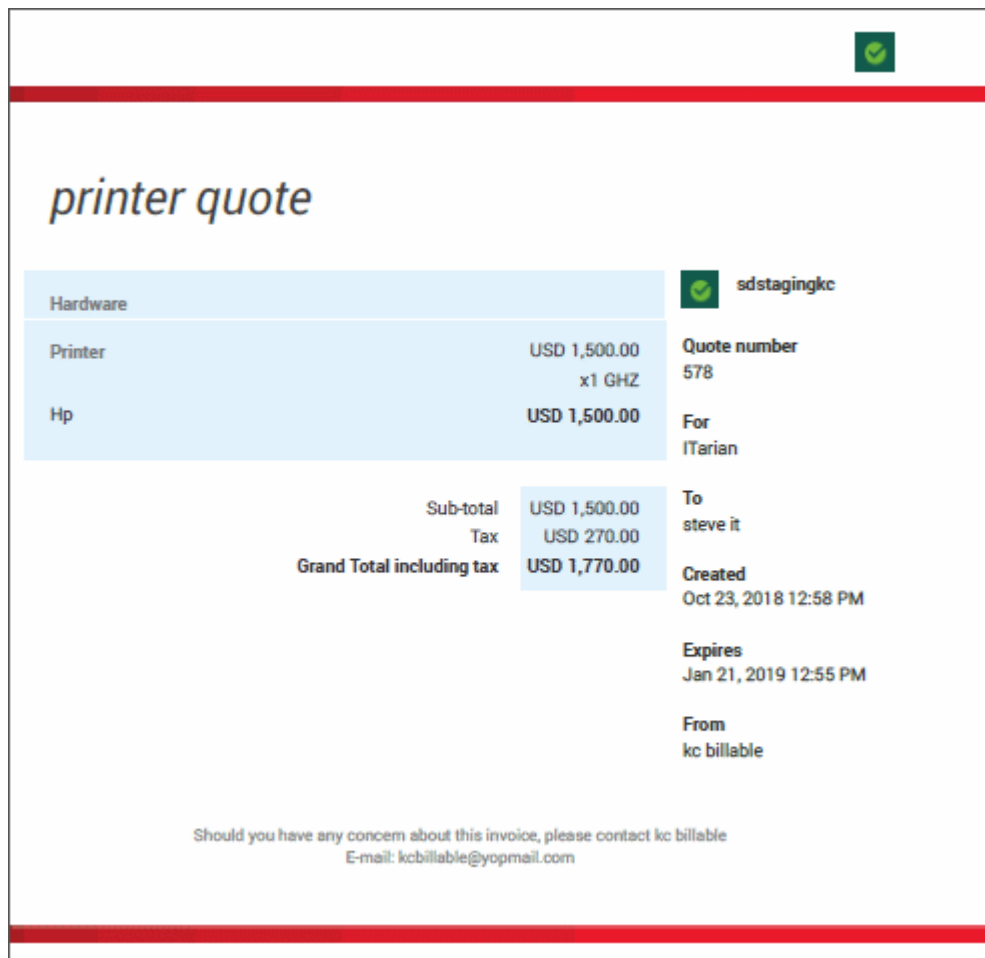 printer quote
Hardware
Printer USD 1,500.00
x1 GHZ
Hp USD 1,500.00
Sub-total USD 1,500.00
Tax USD 270.00
Grand Total including tax USD 1,770.00
sdstagingkc
Quote number
578
For
ITarian
To
steve it
Created
Oct 23, 2018 12:58 PM
Expires
Jan 21, 2019 12:55 PM
From
kc billable
Should you have any concern about this invoice, please contact kc billable
E-mail: kcbillable@yopmail.com